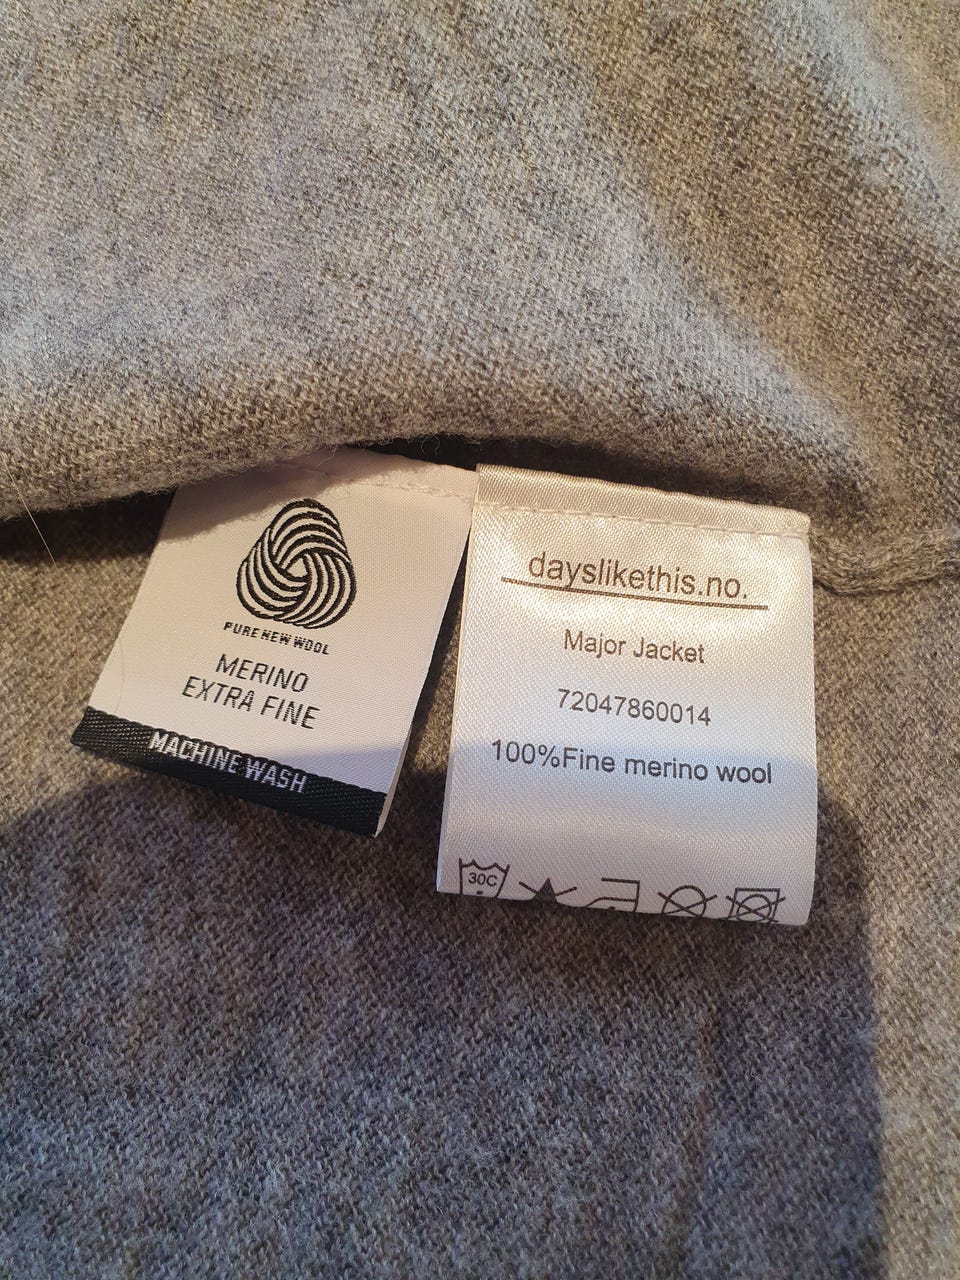 PURE NEW WOOL
MERINO
EXTRA FINE
MACHINE WASH
dayslikethis.no.
Major Jacket
72047860014
100%Fine merino wool
30C